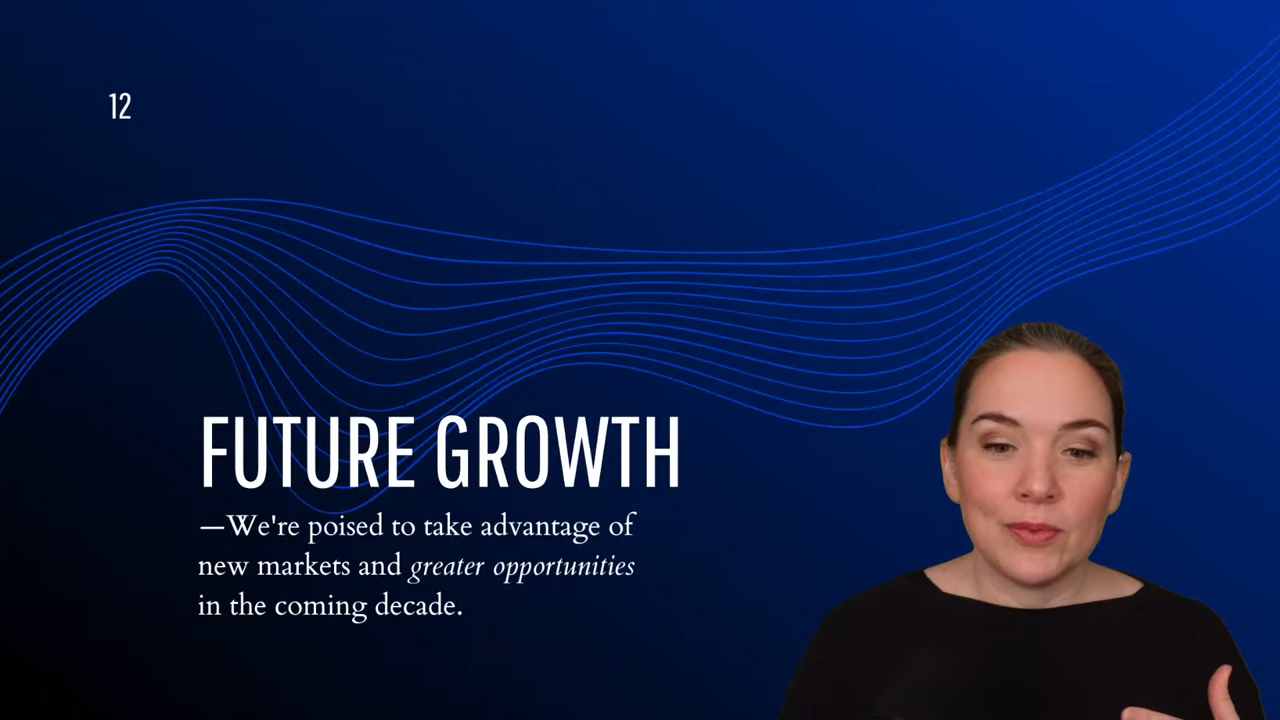 12
FUTURE GROWTH
—We're poised to take advantage of
new markets and greater opportunities
in the coming decade.